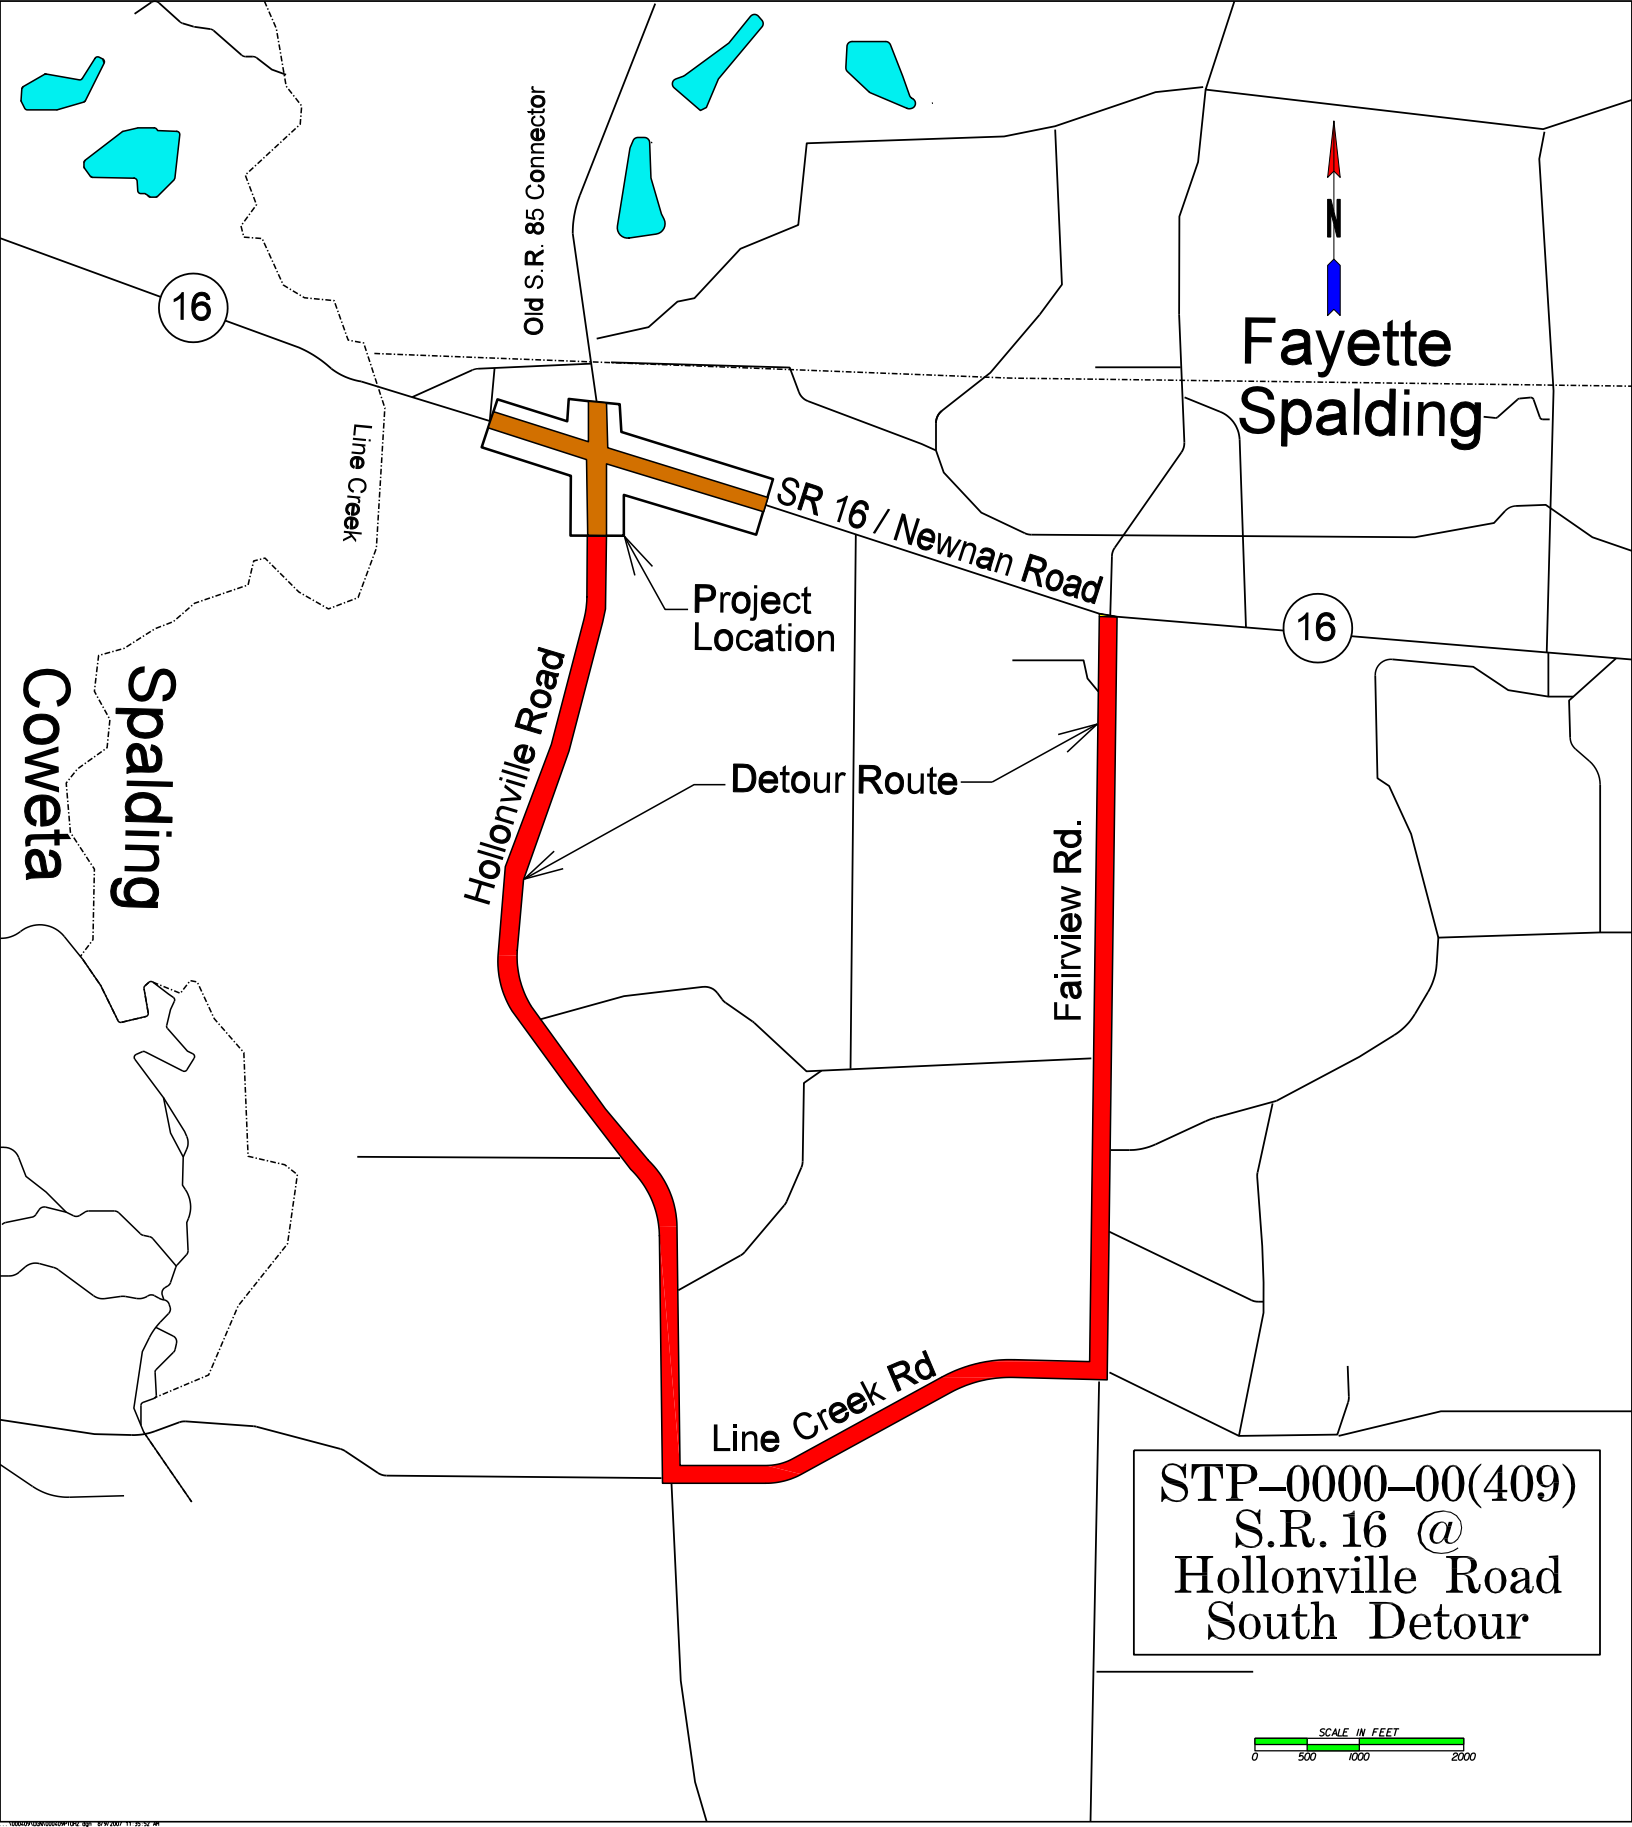 Old S.R. 85 Connector
16
N
Fayette
Spalding
Line Creek
SR 16 / Newnan Road
Project
Location
16
Hollonville Road
Spalding
Coweta
Detour Route
Fairview Rd.
Line Creek Rd
STP-0000-00(409)
S.R. 16 @
Hollonville Road
South Detour
SCALE IN FEET
0 500 1000 2000